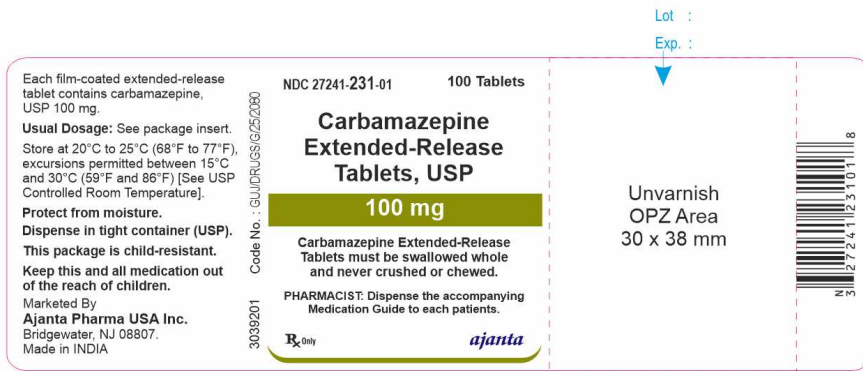 Lot :
Exp. :
Each film-coated extended-release
tablet contains carbamazepine,
USP 100 mg.
Usual Dosage: See package insert.
Store at 20°C to 25°C (68°F to 77°F),
excursions permitted between 15°C
and 30°C (59°F and 86°F) [See USP
Controlled Room Temperature].
Protect from moisture.
Dispense in tight container (USP).
This package is child-resistant.
Keep this and all medication out
of the reach of children.
Marketed By
Ajanta Pharma USA Inc.
Bridgewater, NJ 08807.
Made in INDIA
3039201 Code No. : GUJ/DRUGS/G/25/2080
NDC 27241-231-01 100 Tablets
Carbamazepine
Extended-Release
Tablets, USP
100 mg
Carbamazepine Extended-Release
Tablets must be swallowed whole
and never crushed or chewed.
PHARMACIST: Dispense the accompanying
Medication Guide to each patients.
Rx Only ajanta
Unvarnish
OPZ Area
30 x 38 mm
N
3 27241 23101 8